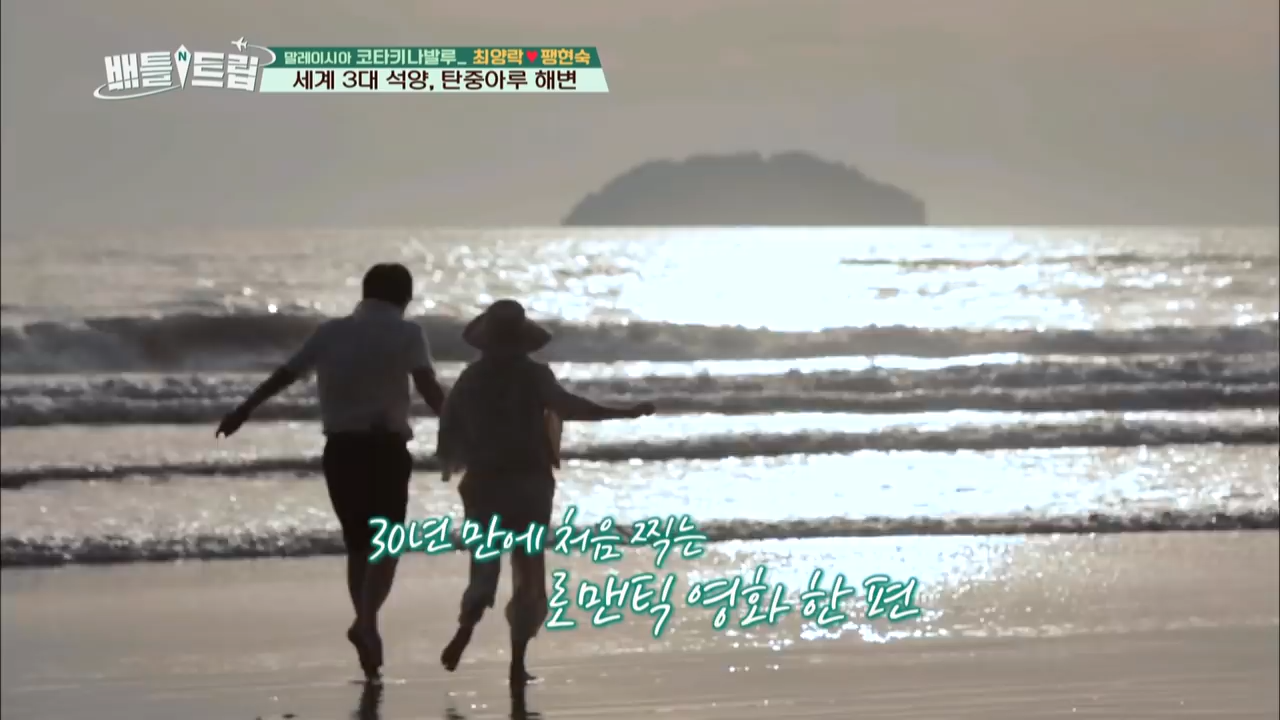 배틀N트립
말레이시아 코타키나발루_ 최양락♥팽현숙
세계 3대 석양, 탄중아루 해변
30년 만에 처음 찍는
로맨틱 영화 한 편